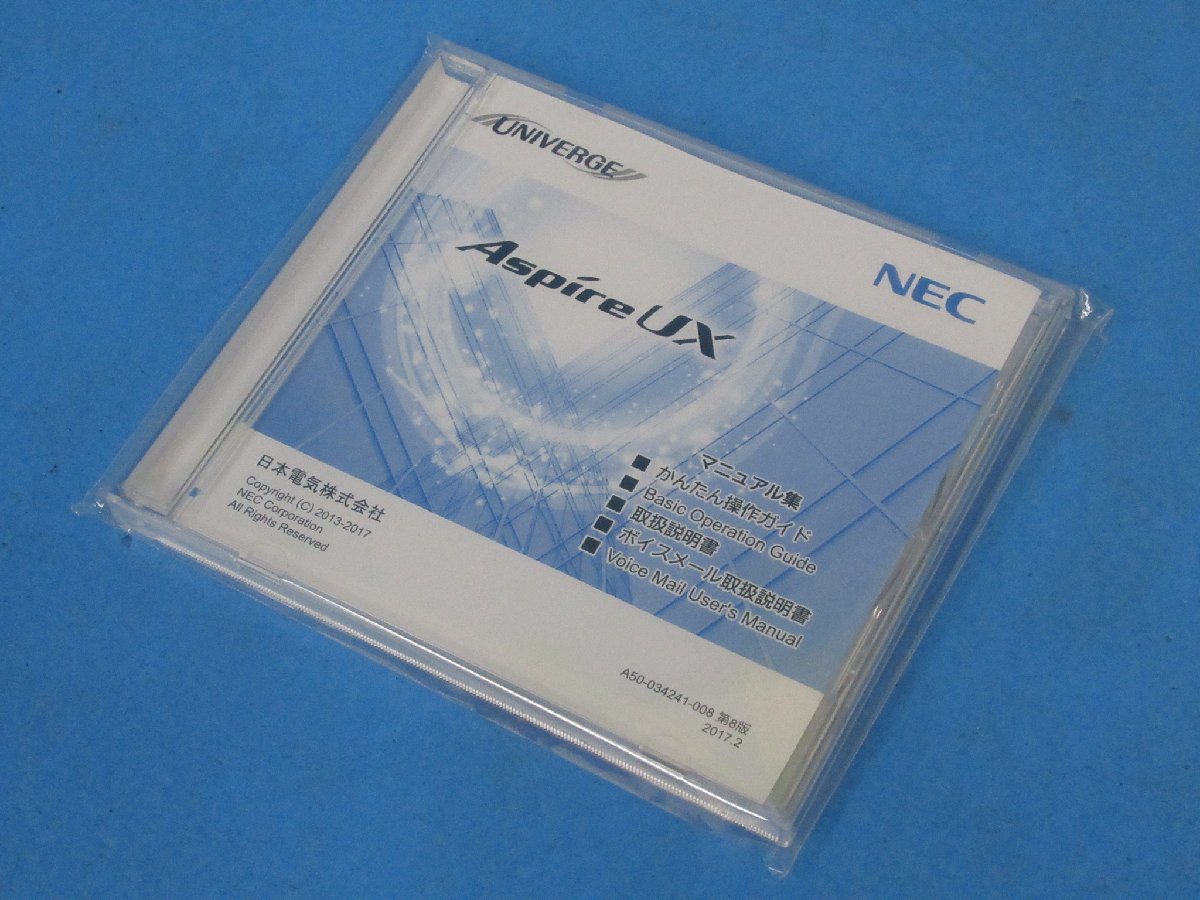 UNIVERGE
NEC
AspireUX
マニュアル集
■ かんたん操作ガイド
■ Basic Operation Guide
■ 取扱説明書
■ ボイスメール取扱説明書
■ Voice Mail User's Manual
日本電気株式会社
Copyright (C) 2013-2017
NEC Corporation
All Rights Reserved
A50-034241-008 第8版
2017.2